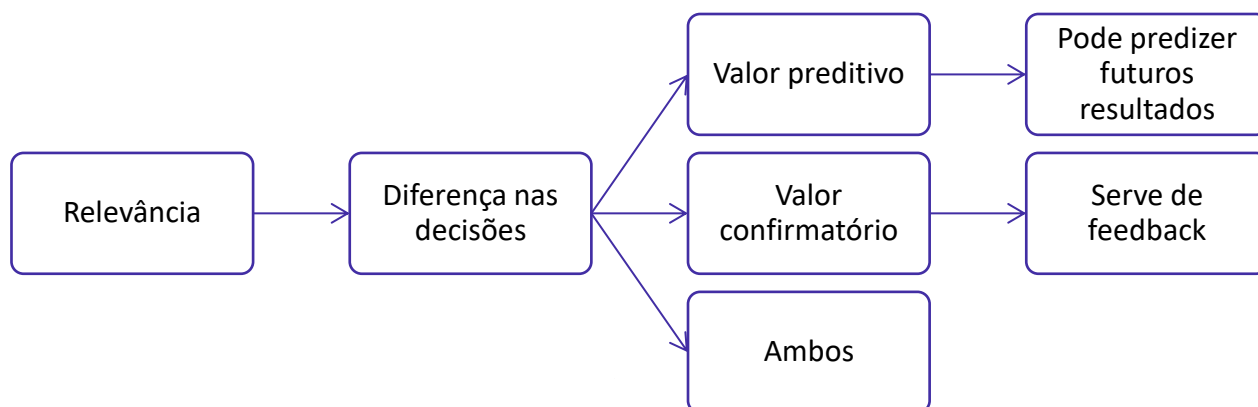 Relevância
Diferença nas
decisões
Valor preditivo
Pode predizer
futuros
resultados
Valor
confirmatório
Serve de
feedback
Ambos